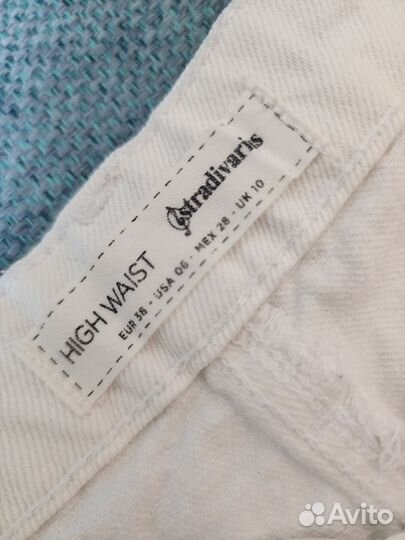 stradivarius
HIGH WAIST
EUR 38 - USA 06 - MEX 28 - UK 10
Avito